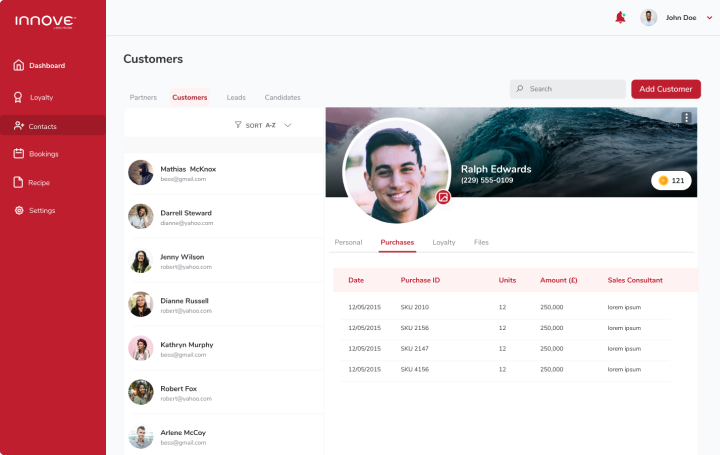 INNOVE
John Doe
Dashboard
Loyalty
Contacts
Bookings
Recipe
Settings
Customers
Partners
Customers
Leads
Candidates
Search
Add Customer
SORT A-Z
Mathias McKnox
bess@gmail.com
Darrell Steward
dianne@yahoo.com
Jenny Wilson
robert@yahoo.com
Dianne Russell
robert@yahoo.com
Kathryn Murphy
bess@gmail.com
Robert Fox
robert@yahoo.com
Arlene McCoy
bess@gmail.com
Ralph Edwards
(229) 555-0109
121
Personal
Purchases
Loyalty
Files
Date Purchase ID Units Amount (£) Sales Consultant
12/05/2015 SKU 2010 12 250,000 lorem ipsum
12/05/2015 SKU 2156 12 250,000 lorem ipsum
12/05/2015 SKU 2147 12 250,000 lorem ipsum
12/05/2015 SKU 4156 12 250,000 lorem ipsum